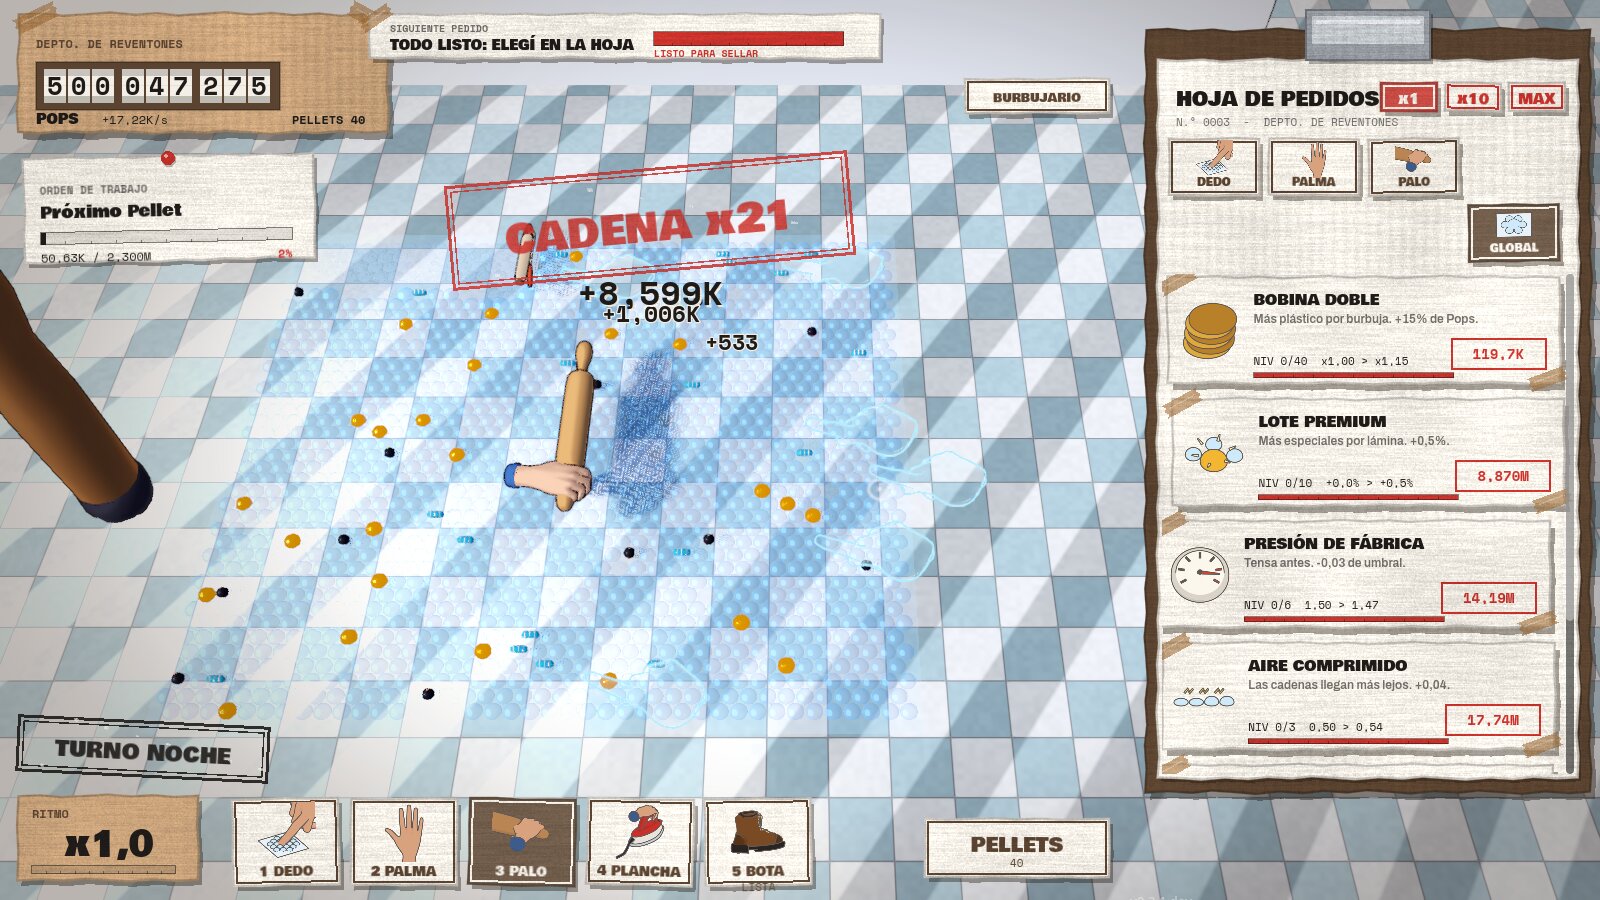 DEPTO. DE REVENTONES
500 047 275
POPS +17,22K/s PELLETS 40
SIGUIENTE PEDIDO
TODO LISTO: ELEGÍ EN LA HOJA
LISTO PARA SELLAR
BURBUJARIO
ORDEN DE TRABAJO
Próximo Pellet
50,63K / 2,300M 2%
CADENA x21
+8,599K
+1,006K
+533
HOJA DE PEDIDOS x1 x10 MAX
N.° 0003 - DEPTO. DE REVENTONES
DEDO PALMA PALO
GLOBAL
BOBINA DOBLE
Más plástico por burbuja. +15% de Pops.
NIV 0/40 x1,00 > x1,15 119,7K
LOTE PREMIUM
Más especiales por lámina. +0,5%.
NIV 0/10 +0,0% > +0,5% 8,870M
PRESIÓN DE FÁBRICA
Tensa antes. -0,03 de umbral.
NIV 0/6 1,50 > 1,47 14,19M
AIRE COMPRIMIDO
Las cadenas llegan más lejos. +0,04.
NIV 0/3 0,50 > 0,54 17,74M
TURNO NOCHE
RITMO
x1,0
1 DEDO 2 PALMA 3 PALO 4 PLANCHA 5 BOTA
LISTA
PELLETS
40